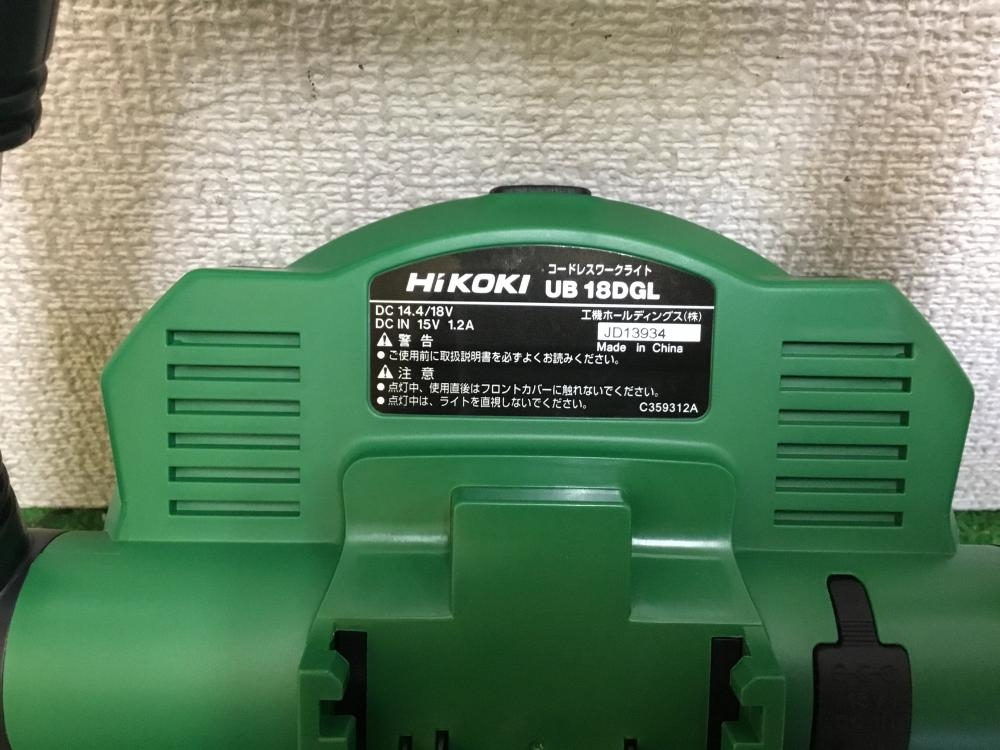 コードレスワークライト
HiKOKI UB 18DGL
DC 14.4/18V
DC IN 15V 1.2A
工機ホールディングス(株)
JD13934
Made in China
警告
●ご使用前に取扱説明書を必ずよくお読みください。
注意
●点灯中、使用直後はフロントカバーに触れないでください。
●点灯中は、ライトを直視しないでください。
C359312A